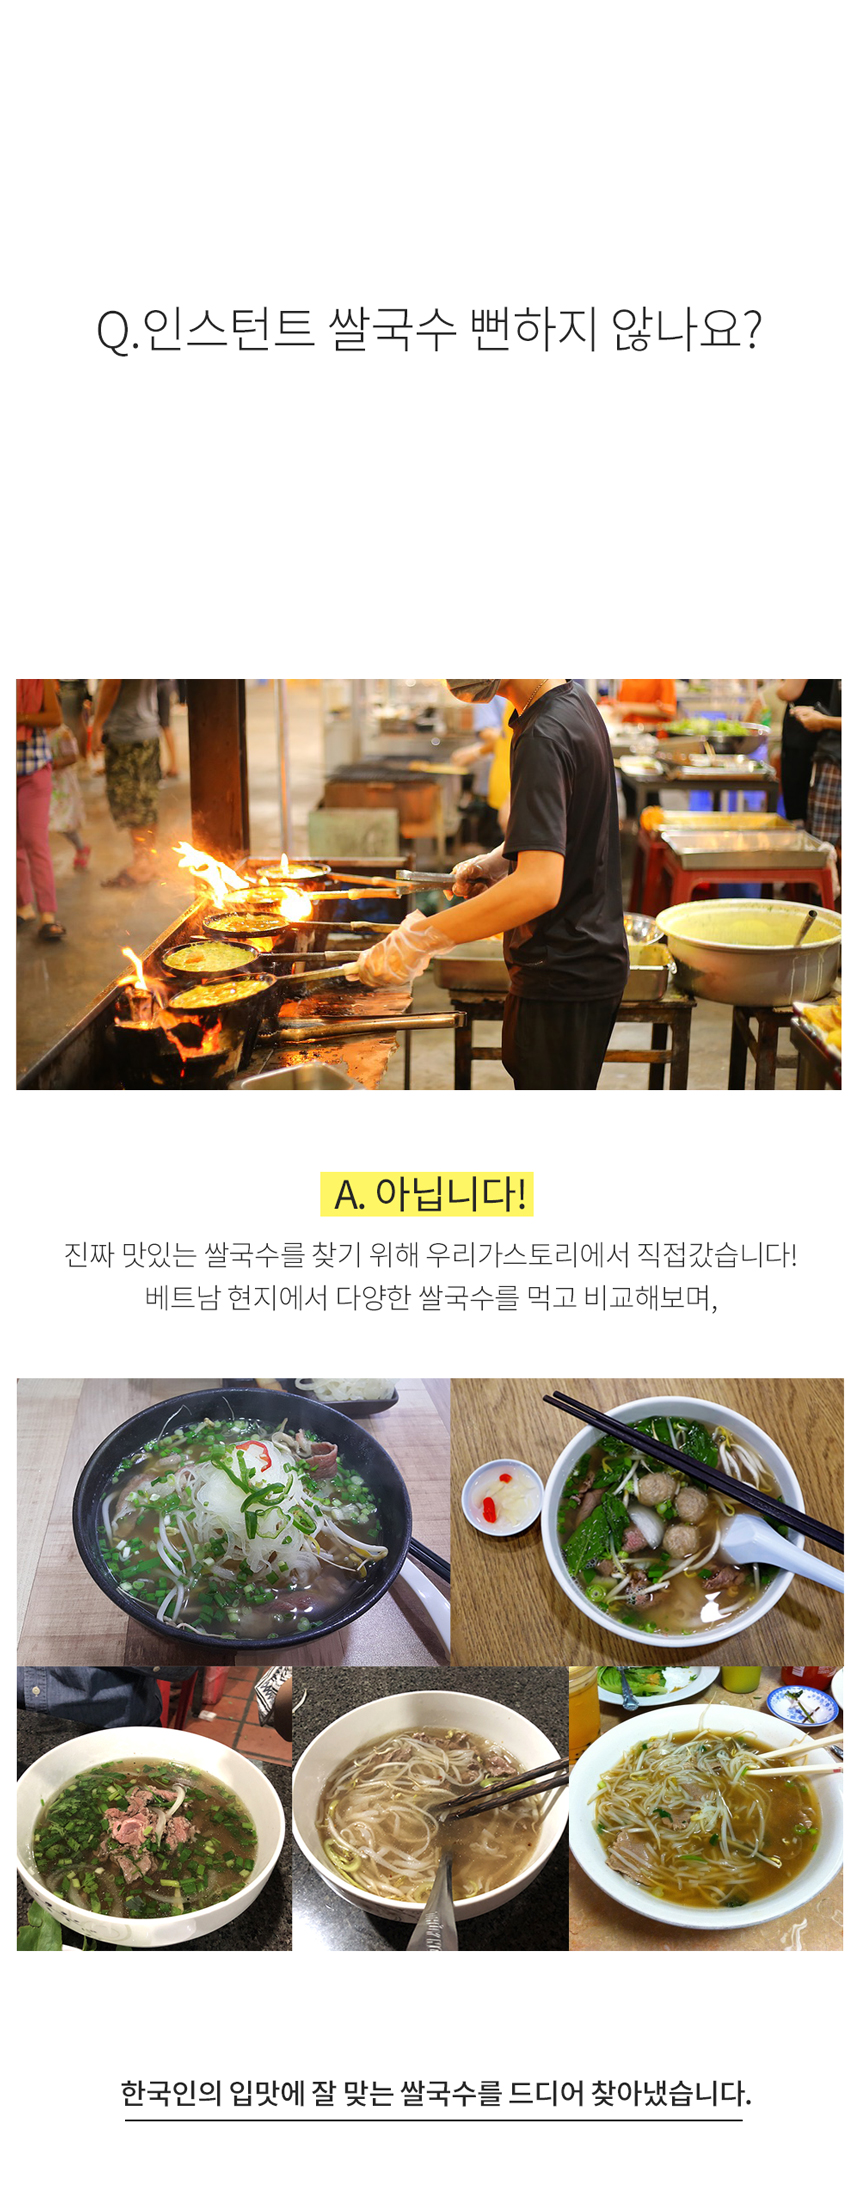 Q.인스턴트 쌀국수 뻔하지 않나요?
A. 아닙니다!
진짜 맛있는 쌀국수를 찾기 위해 우리가스토리에서 직접갔습니다!
베트남 현지에서 다양한 쌀국수를 먹고 비교해보며,
한국인의 입맛에 잘 맞는 쌀국수를 드디어 찾아냈습니다.